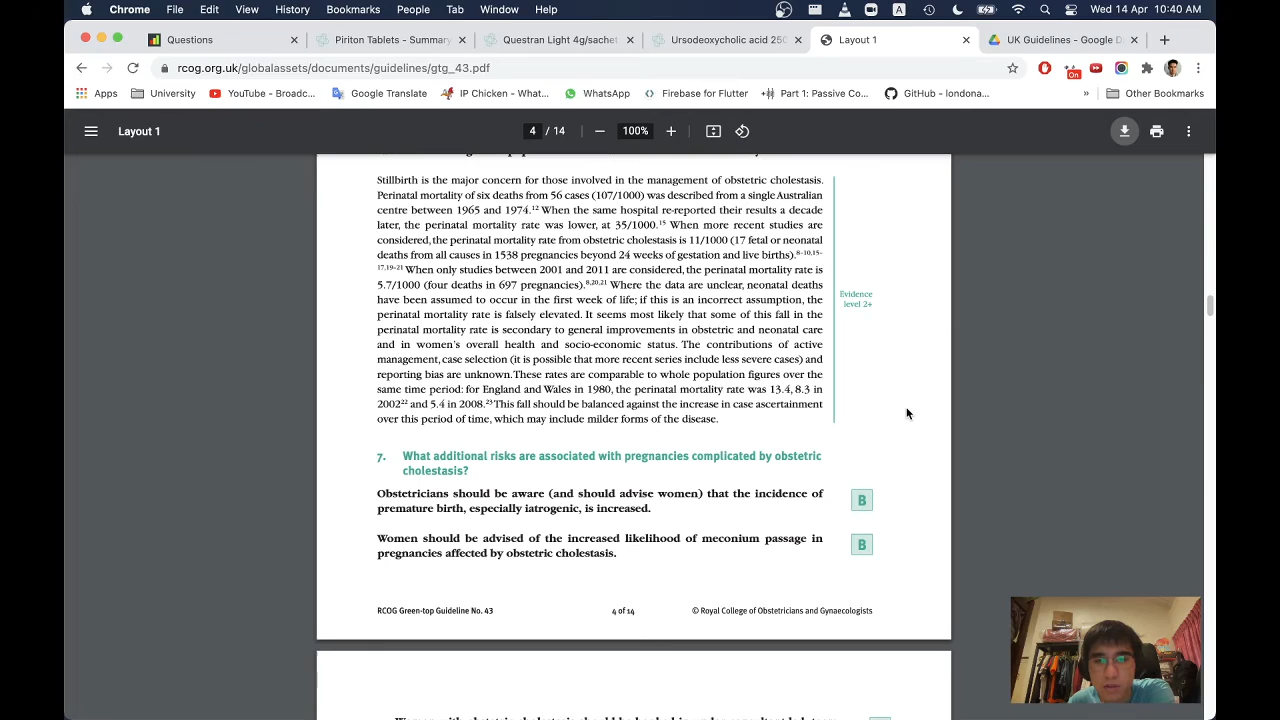 Chrome File Edit View History Bookmarks People Tab Window Help A Wed 14 Apr 10:40 AM
Questions Piriton Tablets - Summary Questran Light 4g/sachet Ursodeoxycholic acid 250 Layout 1 UK Guidelines - Google D
rcog.org.uk/globalassets/documents/guidelines/gtg_43.pdf On
Apps University YouTube - Broadc... Google Translate IP Chicken - What... WhatsApp Firebase for Flutter Part 1: Passive Co... GitHub - londona... » Other Bookmarks
Layout 1 4 / 14 100%
Stillbirth is the major concern for those involved in the management of obstetric cholestasis.
Perinatal mortality of six deaths from 56 cases (107/1000) was described from a single Australian
centre between 1965 and 1974.12 When the same hospital re-reported their results a decade
later, the perinatal mortality rate was lower, at 35/1000.15 When more recent studies are
considered, the perinatal mortality rate from obstetric cholestasis is 11/1000 (17 fetal or neonatal
deaths from all causes in 1538 pregnancies beyond 24 weeks of gestation and live births).8–10,15–
17,19–21 When only studies between 2001 and 2011 are considered, the perinatal mortality rate is
5.7/1000 (four deaths in 697 pregnancies).8,20,21 Where the data are unclear, neonatal deaths
have been assumed to occur in the first week of life; if this is an incorrect assumption, the
perinatal mortality rate is falsely elevated. It seems most likely that some of this fall in the
perinatal mortality rate is secondary to general improvements in obstetric and neonatal care
and in women's overall health and socio-economic status. The contributions of active
management, case selection (it is possible that more recent series include less severe cases) and
reporting bias are unknown. These rates are comparable to whole population figures over the
same time period: for England and Wales in 1980, the perinatal mortality rate was 13.4, 8.3 in
200222 and 5.4 in 2008.23 This fall should be balanced against the increase in case ascertainment
over this period of time, which may include milder forms of the disease.
Evidence
level 2+
7. What additional risks are associated with pregnancies complicated by obstetric
cholestasis?
Obstetricians should be aware (and should advise women) that the incidence of
premature birth, especially iatrogenic, is increased.
B
Women should be advised of the increased likelihood of meconium passage in
pregnancies affected by obstetric cholestasis.
B
RCOG Green-top Guideline No. 43 4 of 14 © Royal College of Obstetricians and Gynaecologists